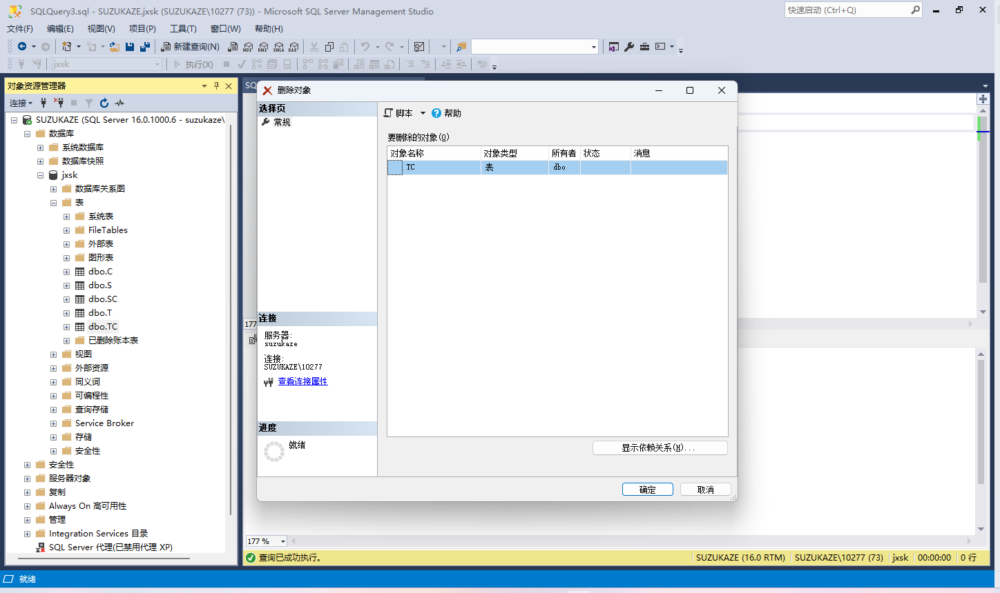 SQLQuery3.sql - SUZUKAZE.jxsk (SUZUKAZE\10277 (73)) - Microsoft SQL Server Management Studio
快速启动 (Ctrl+Q)
文件(F) 编辑(E) 视图(V) 项目(P) 工具(T) 窗口(W) 帮助(H)
新建查询(N)
MDX DMX XMLA DAX
jxsk 执行(X)
对象资源管理器
连接
SUZUKAZE (SQL Server 16.0.1000.6 - suzukaze\
数据库
系统数据库
数据库快照
jxsk
数据库关系图
表
系统表
FileTables
外部表
图形表
dbo.C
dbo.S
dbo.SC
dbo.T
dbo.TC
已删除账本表
视图
外部资源
同义词
可编程性
查询存储
Service Broker
存储
安全性
安全性
服务器对象
复制
Always On 高可用性
管理
Integration Services 目录
SQL Server 代理(已禁用代理 XP)
SQ
177
删除对象
选择页
常规
脚本 帮助
要删除的对象(O)
对象名称 对象类型 所有者 状态 消息
TC 表 dbo
连接
服务器:
suzukaze
连接:
SUZUKAZE\10277
查看连接属性
进度
就绪
显示依赖关系(H)...
确定 取消
177 %
查询已成功执行。 SUZUKAZE (16.0 RTM) SUZUKAZE\10277 (73) jxsk 00:00:00 0 行
就绪